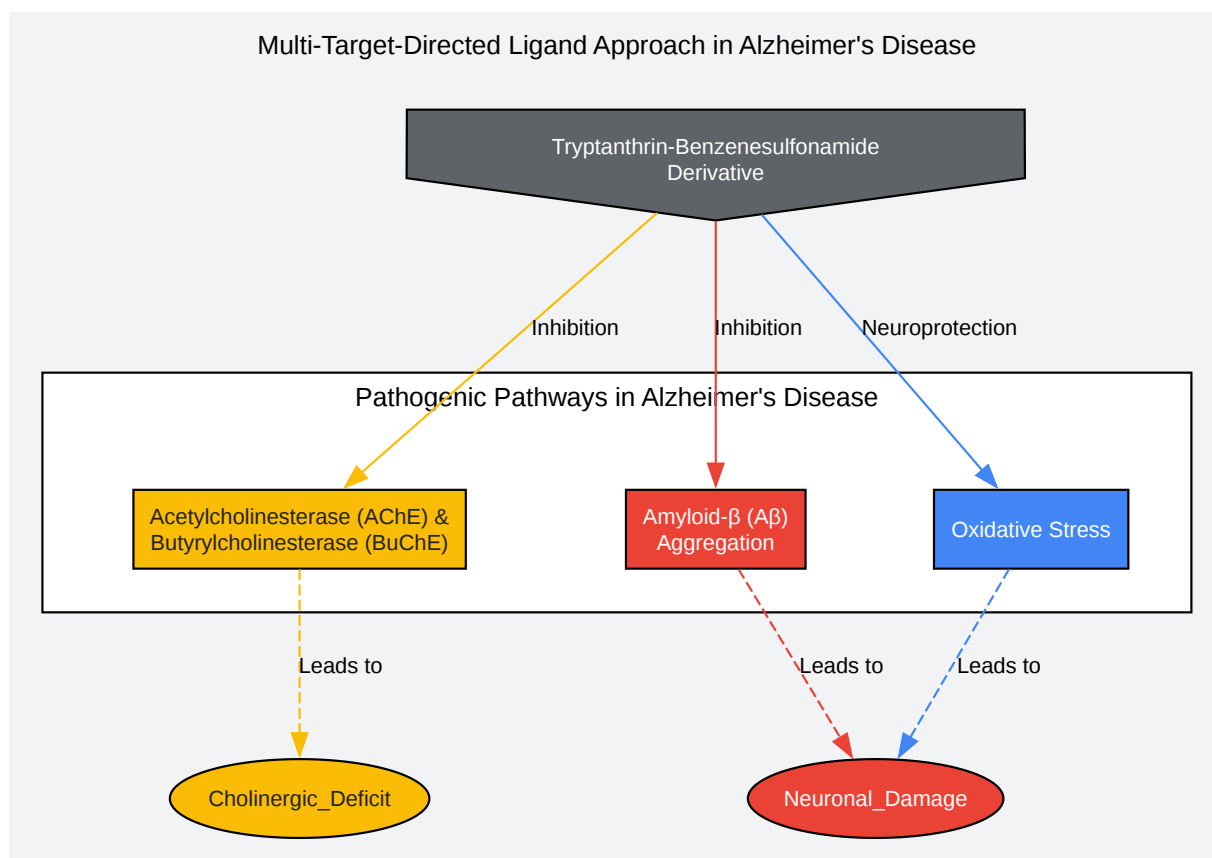 Multi-Target-Directed Ligand Approach in Alzheimer's Disease
Tryptanthrin-Benzenesulfonamide
Derivative
Inhibition
Inhibition
Neuroprotection
Pathogenic Pathways in Alzheimer's Disease
Acetylcholinesterase (AChE) &
Butyrylcholinesterase (BuChE)
Amyloid-β (Aβ)
Aggregation
Oxidative Stress
Leads to
Leads to
Leads to
Cholinergic_Deficit
Neuronal_Damage